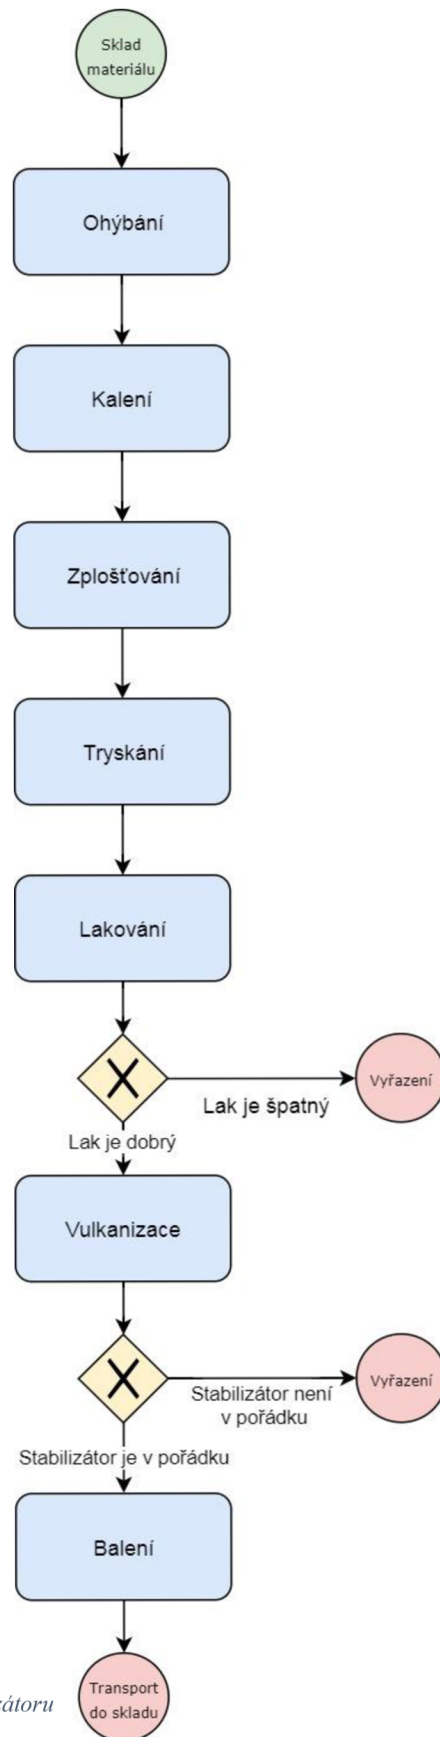 Sklad
materiálu
Ohýbání
Kalení
Zplošťování
Tryskání
Lakování
Vyřazení
Lak je špatný
Lak je dobrý
Vulkanizace
Vyřazení
Stabilizátor není
v pořádku
Stabilizátor je v pořádku
Balení
Transport
do skladu